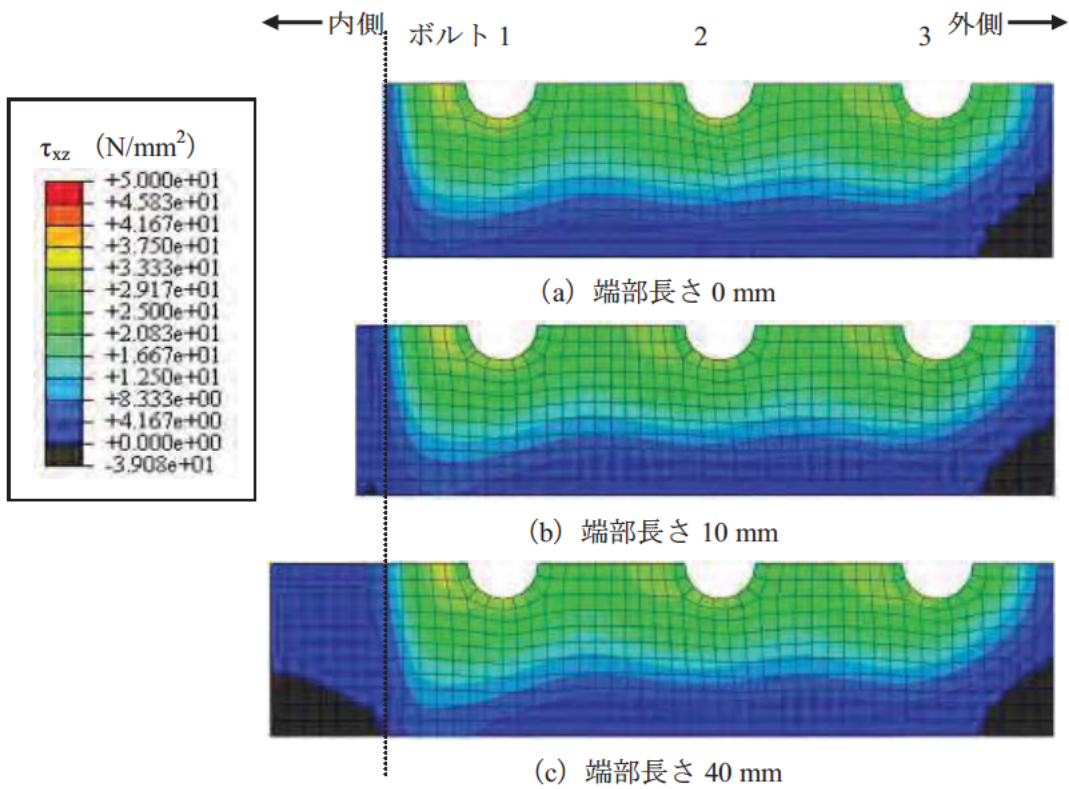 内側 ボルト 1 2 3 外側
τxz （N/mm²）
+5.000e+01
+4.583e+01
+4.167e+01
+3.750e+01
+3.333e+01
+2.917e+01
+2.500e+01
+2.083e+01
+1.667e+01
+1.250e+01
+8.333e+00
+4.167e+00
+0.000e+00
-3.908e+01
(a) 端部長さ 0 mm
(b) 端部長さ 10 mm
(c) 端部長さ 40 mm